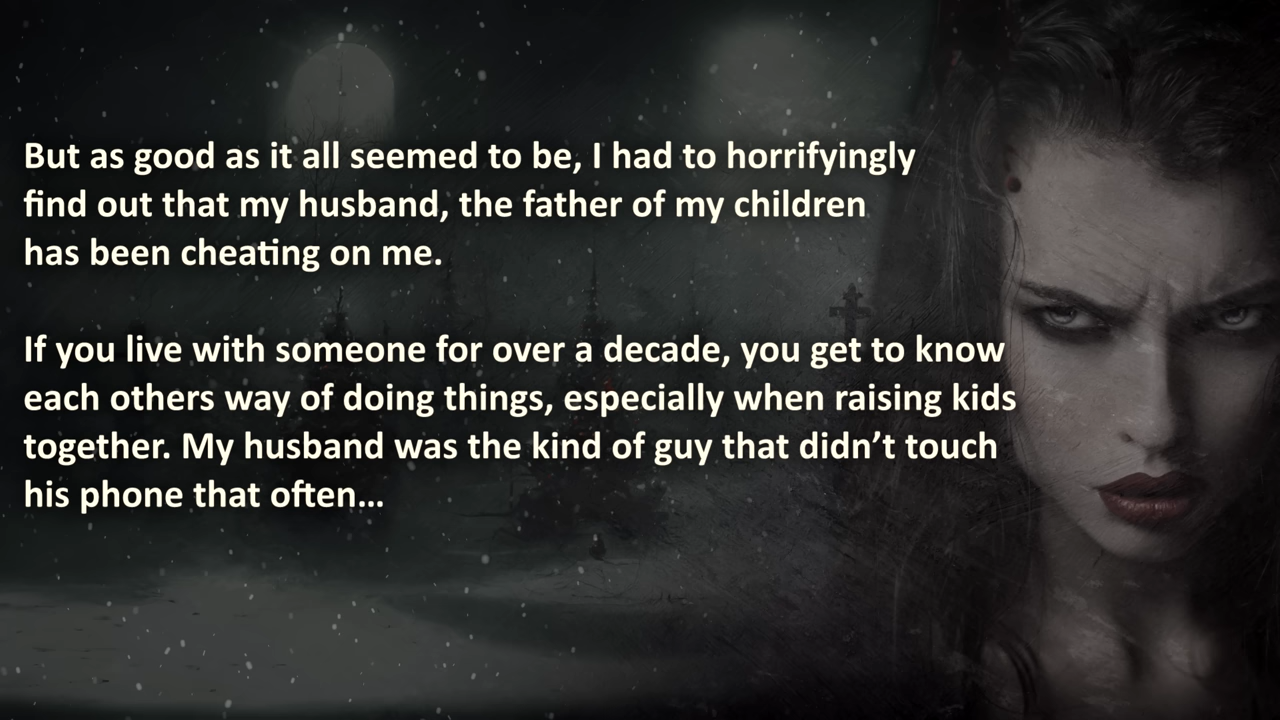 But as good as it all seemed to be, I had to horrifyingly
find out that my husband, the father of my children
has been cheating on me.
If you live with someone for over a decade, you get to know
each others way of doing things, especially when raising kids
together. My husband was the kind of guy that didn’t touch
his phone that often…